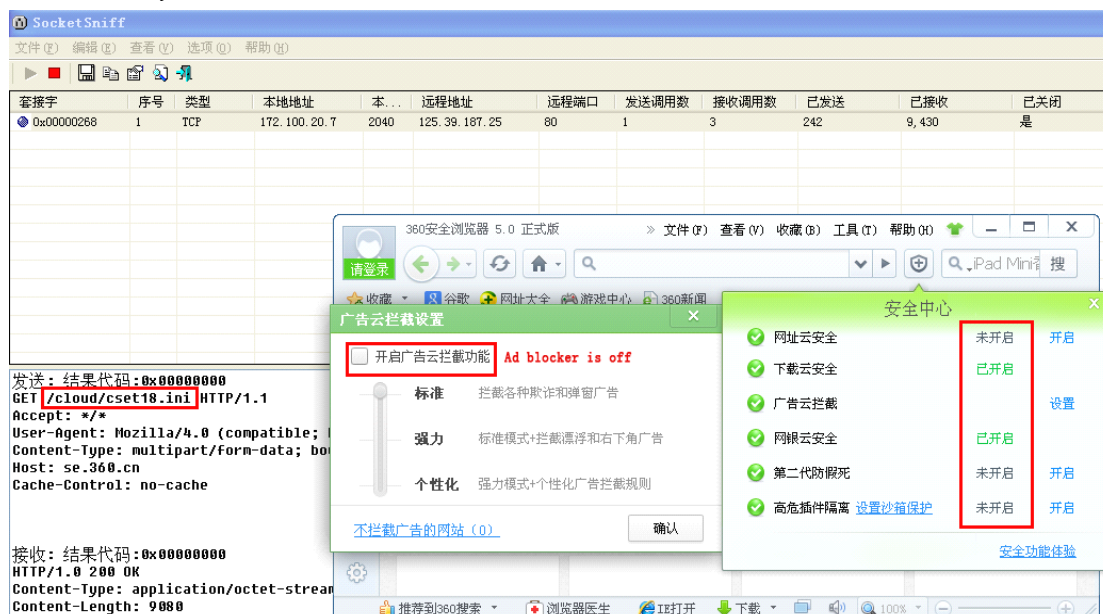 SocketSniff
文件(F) 编辑(E) 查看(V) 选项(O) 帮助(H)
套接字 序号 类型 本地地址 本... 远程地址 远程端口 发送调用数 接收调用数 已发送 已接收 已关闭
0x00000268 1 TCP 172.100.20.7 2040 125.39.187.25 80 1 3 242 9,430 是
360安全浏览器 5.0 正式版 » 文件(F) 查看(V) 收藏(B) 工具(T) 帮助(H)
请登录
iPad Mini 搜
收藏 谷歌 网址大全 游戏中心 360新闻
广告云拦截设置
开启广告云拦截功能 Ad blocker is off
标准 拦截各种欺诈和弹窗广告
强力 标准模式+拦截漂浮和右下角广告
个性化 强力模式+个性化广告拦截规则
不拦截广告的网站（0） 确认
安全中心
网址云安全 未开启 开启
下载云安全 已开启
广告云拦截 设置
网银云安全 已开启
第二代防假死 未开启 开启
高危插件隔离 设置沙箱保护 未开启 开启
安全功能体验
发送: 结果代码:0x00000000
GET /cloud/cset18.ini HTTP/1.1
Accept: */*
User-Agent: Mozilla/4.0 (compatible;
Content-Type: multipart/form-data; bo
Host: se.360.cn
Cache-Control: no-cache
接收: 结果代码:0x00000000
HTTP/1.0 200 OK
Content-Type: application/octet-strea
Content-Length: 9080
推荐到360搜索 浏览器医生 IE打开 下载 100%